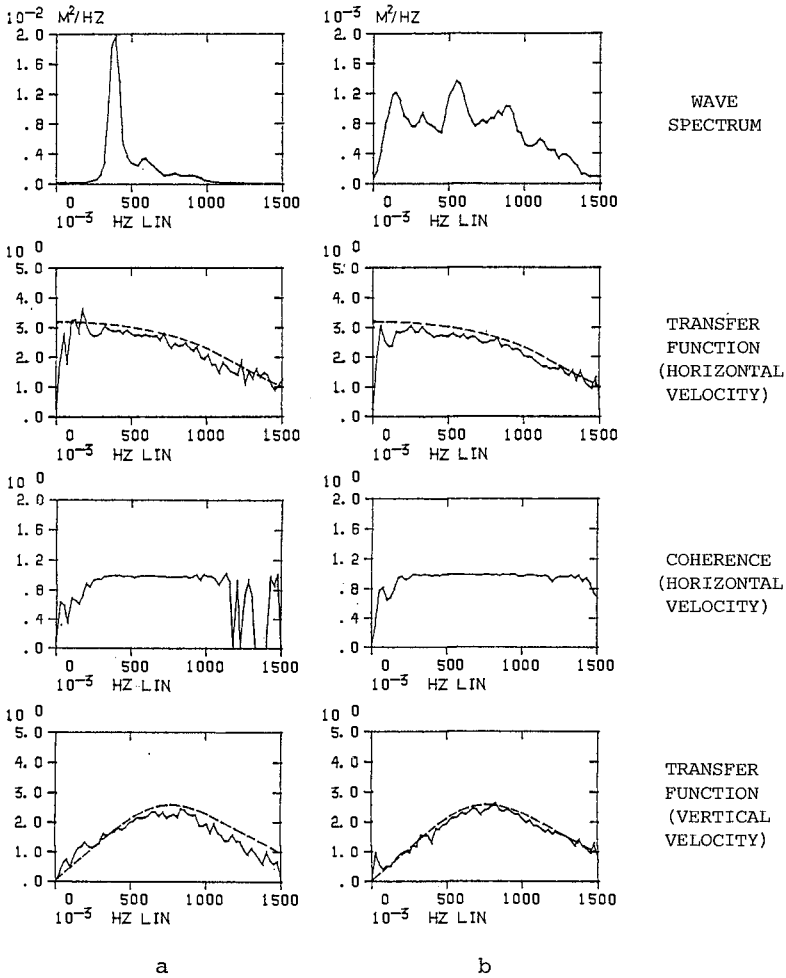 10⁻² M²/HZ
2.0
1.6
1.2
.8
.4
.0
0 500 1000 1500
10⁻³ HZ LIN
10⁻³ M²/HZ
2.0
1.6
1.2
.8
.4
.0
0 500 1000 1500
10⁻³ HZ LIN
WAVE
SPECTRUM
10 0
5.0
4.0
3.0
2.0
1.0
.0
0 500 1000 1500
10⁻³ HZ LIN
10 0
5.0
4.0
3.0
2.0
1.0
.0
0 500 1000 1500
10⁻³ HZ LIN
TRANSFER
FUNCTION
(HORIZONTAL
VELOCITY)
10 0
2.0
1.6
1.2
.8
.4
.0
0 500 1000 1500
10⁻³ HZ LIN
10 0
2.0
1.6
1.2
.8
.4
.0
0 500 1000 1500
10⁻³ HZ LIN
COHERENCE
(HORIZONTAL
VELOCITY)
10 0
5.0
4.0
3.0
2.0
1.0
.0
0 500 1000 1500
10⁻³ HZ LIN
10 0
5.0
4.0
3.0
2.0
1.0
.0
0 500 1000 1500
10⁻³ HZ LIN
TRANSFER
FUNCTION
(VERTICAL
VELOCITY)
a
b